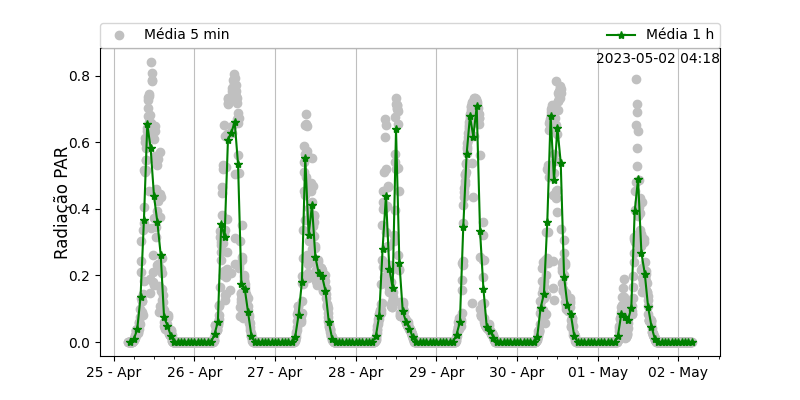 Média 5 min
Média 1 h
2023-05-02 04:18
Radiação PAR
0.8
0.6
0.4
0.2
0.0
25 - Apr
26 - Apr
27 - Apr
28 - Apr
29 - Apr
30 - Apr
01 - May
02 - May